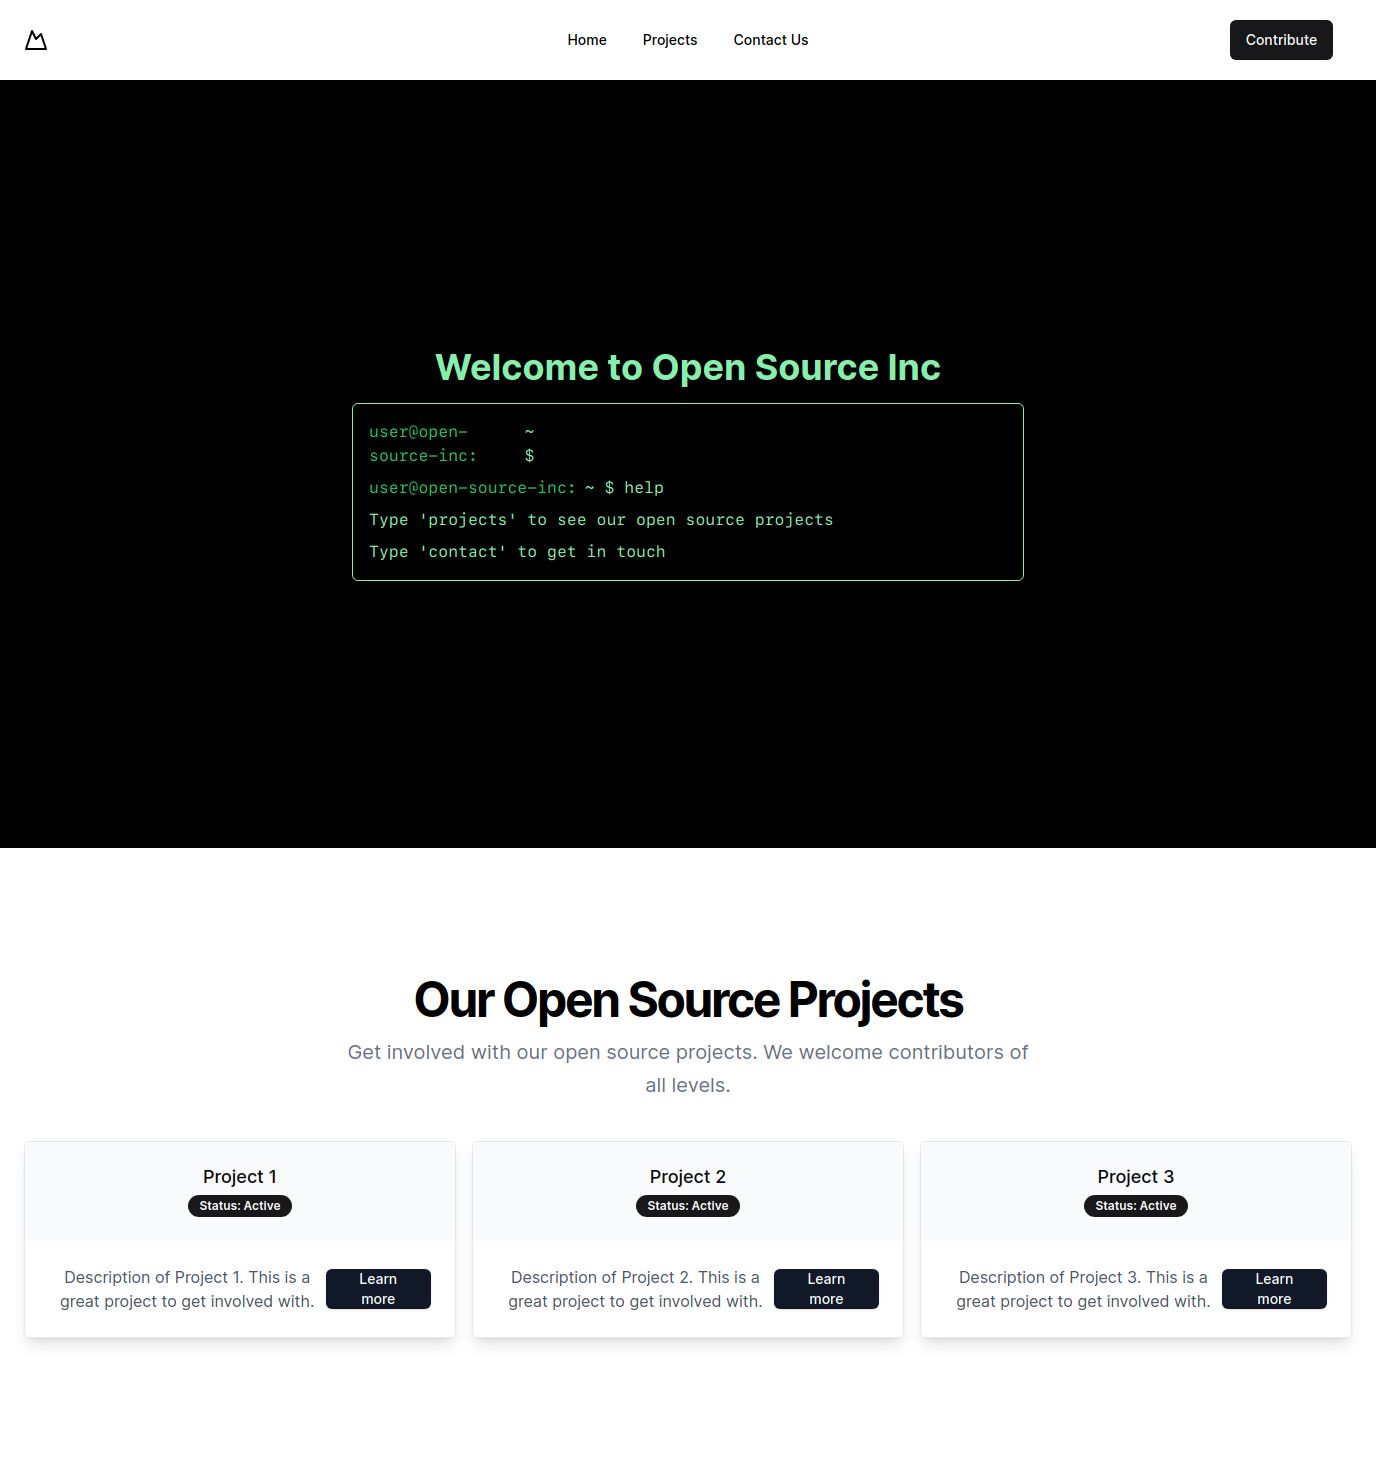 Home Projects Contact Us Contribute
Welcome to Open Source Inc
user@open- ~
source-inc: $
user@open-source-inc: ~ $ help
Type 'projects' to see our open source projects
Type 'contact' to get in touch
Our Open Source Projects
Get involved with our open source projects. We welcome contributors of
all levels.
Project 1
Status: Active
Description of Project 1. This is a
great project to get involved with.
Learn
more
Project 2
Status: Active
Description of Project 2. This is a
great project to get involved with.
Learn
more
Project 3
Status: Active
Description of Project 3. This is a
great project to get involved with.
Learn
more